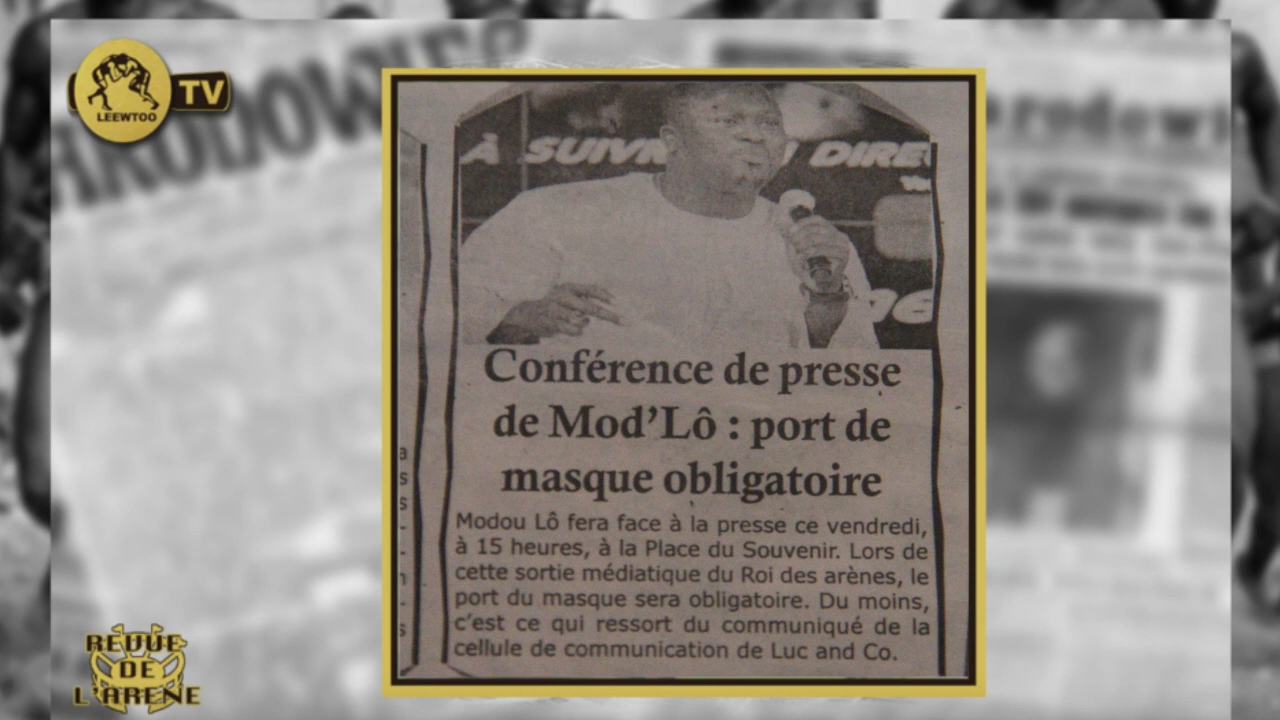 LEEWTOO
TV
À SUIVR
DIRE
Conférence de presse
de Mod’Lô : port de
masque obligatoire
Modou Lô fera face à la presse ce vendredi,
à 15 heures, à la Place du Souvenir. Lors de
cette sortie médiatique du Roi des arènes, le
port du masque sera obligatoire. Du moins,
c’est ce qui ressort du communiqué de la
cellule de communication de Luc and Co.
REVUE
DE
L'ARENE